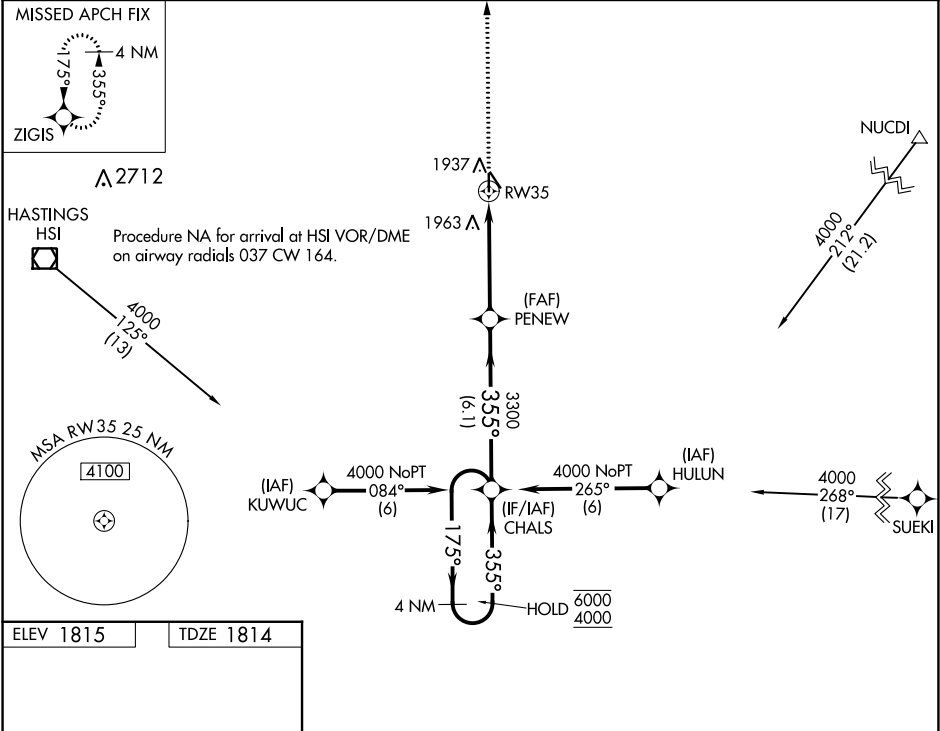 MISSED APCH FIX
4 NM
175°
355°
ZIGIS
2712
HASTINGS
HSI
Procedure NA for arrival at HSI VOR/DME
on airway radials 037 CW 164.
4000
125°
(13)
1937
RW35
1963
NUCDI
4000
212°
(21.2)
(FAF)
PENEW
3300
355°
(6.1)
MSA RW35 25 NM
4100
(IAF)
KUWUC
4000 NoPT
084°
(6)
(IF/IAF)
CHALS
4000 NoPT
265°
(6)
(IAF)
HULUN
4000
268°
(17)
SUEKI
175°
355°
4 NM
HOLD
6000
4000
ELEV 1815
TDZE 1814